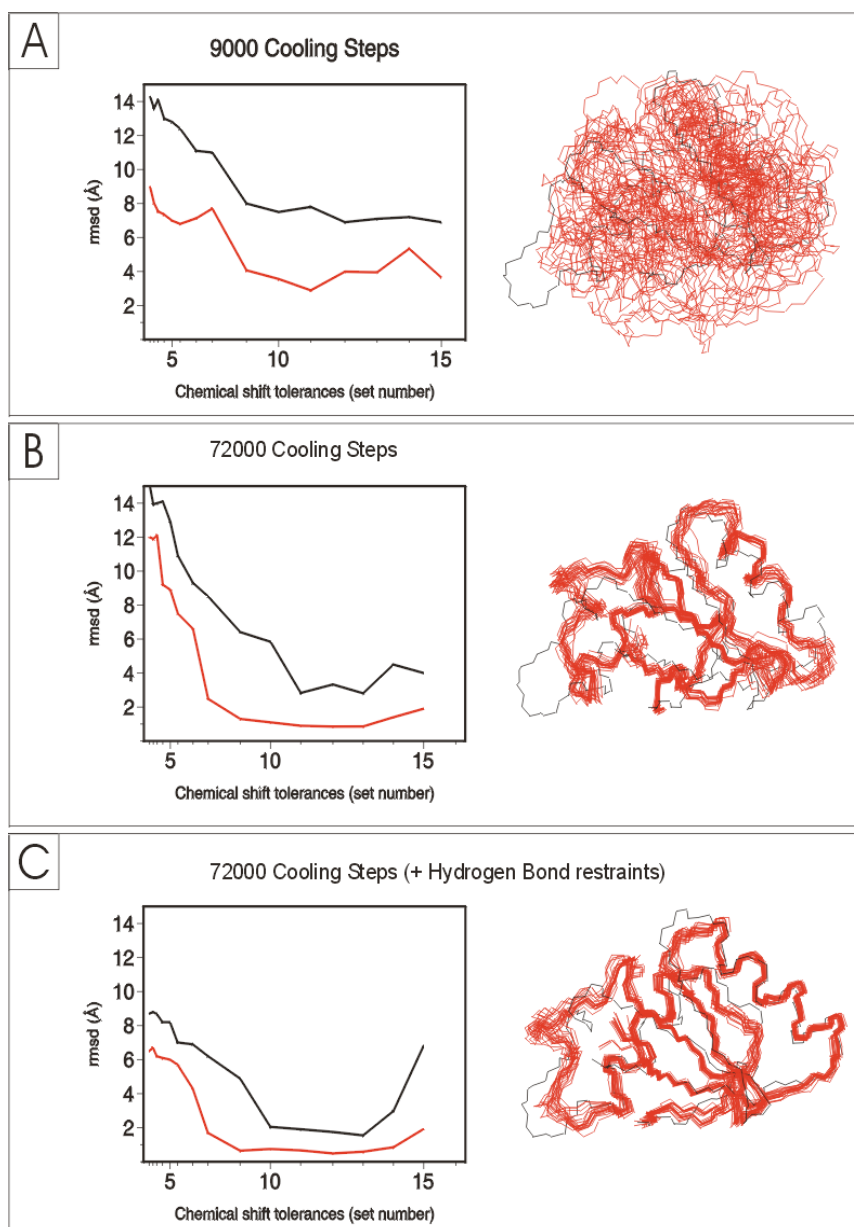 A
9000 Cooling Steps
14
12
10
8
6
4
2
rmsd (Å)
5 10 15
Chemical shift tolerances (set number)
B
72000 Cooling Steps
14
12
10
8
6
4
2
rmsd (Å)
5 10 15
Chemical shift tolerances (set number)
C
72000 Cooling Steps (+ Hydrogen Bond restraints)
14
12
10
8
6
4
2
rmsd (Å)
5 10 15
Chemical shift tolerances (set number)